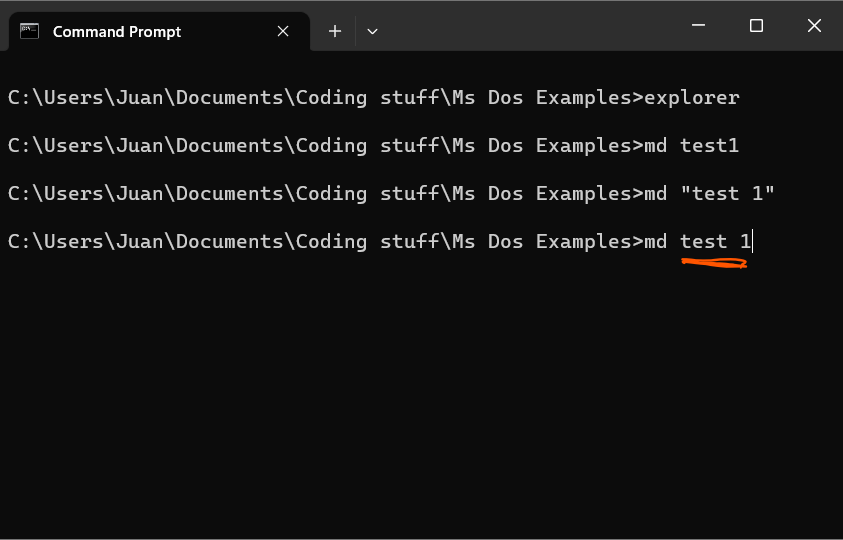 Command Prompt
C:\Users\Juan\Documents\Coding stuff\Ms Dos Examples>explorer
C:\Users\Juan\Documents\Coding stuff\Ms Dos Examples>md test1
C:\Users\Juan\Documents\Coding stuff\Ms Dos Examples>md "test 1"
C:\Users\Juan\Documents\Coding stuff\Ms Dos Examples>md test 1